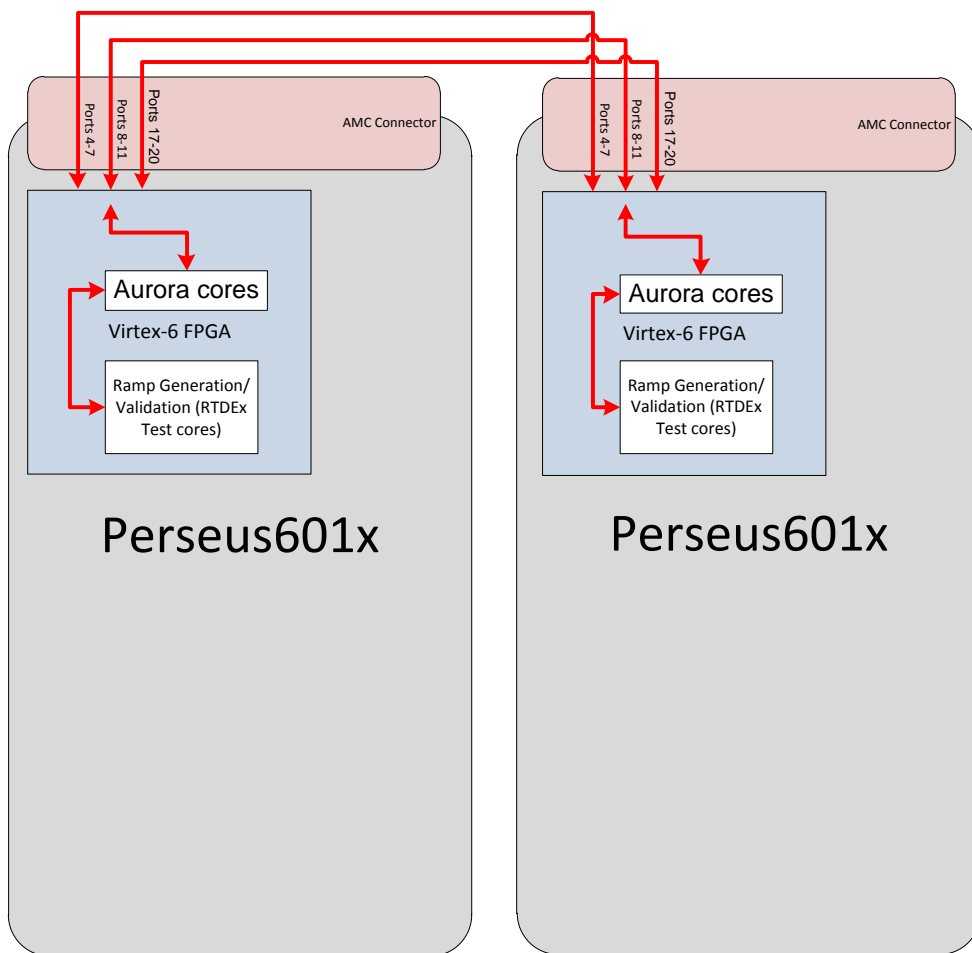 Ports 4-7
Ports 8-11
Ports 17-20
AMC Connector
Aurora cores
Virtex-6 FPGA
Ramp Generation/
Validation (RTDEx
Test cores)
Perseus601x
Ports 4-7
Ports 8-11
Ports 17-20
AMC Connector
Aurora cores
Virtex-6 FPGA
Ramp Generation/
Validation (RTDEx
Test cores)
Perseus601x